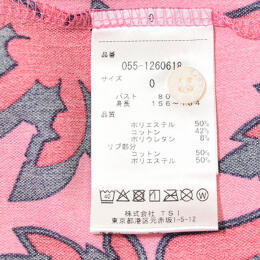 品番
055-1260618
サイズ
0
バスト 80
身長 156~164
品質
ポリエステル 50%
コットン 42%
ポリウレタン 8%
リブ部分
ポリエステル 50%
コットン 50%
株式会社 TSI
東京都港区元赤坂1-5-12